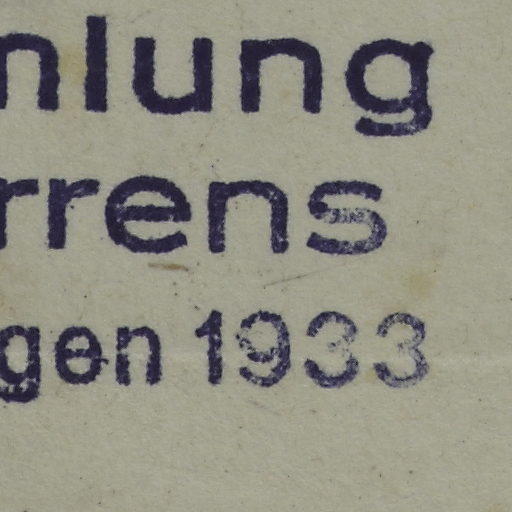 nlung
rrens
gen 1933